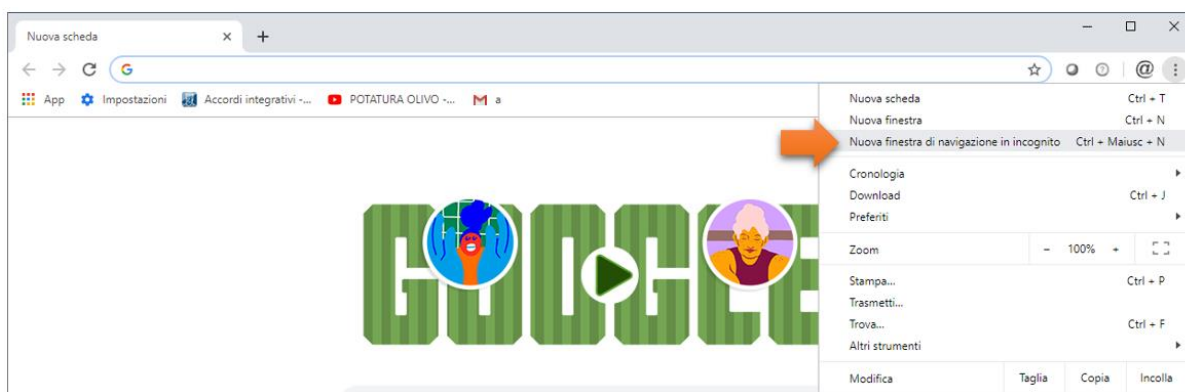 Nuova scheda
App Impostazioni Accordi integrativi -... POTATURA OLIVO -... a
Nuova scheda Ctrl + T
Nuova finestra Ctrl + N
Nuova finestra di navigazione in incognito Ctrl + Maiusc + N
Cronologia
Download Ctrl + J
Preferiti
Zoom - 100% +
Stampa... Ctrl + P
Trasmetti...
Trova... Ctrl + F
Altri strumenti
Modifica Taglia Copia Incolla
GOOGLE